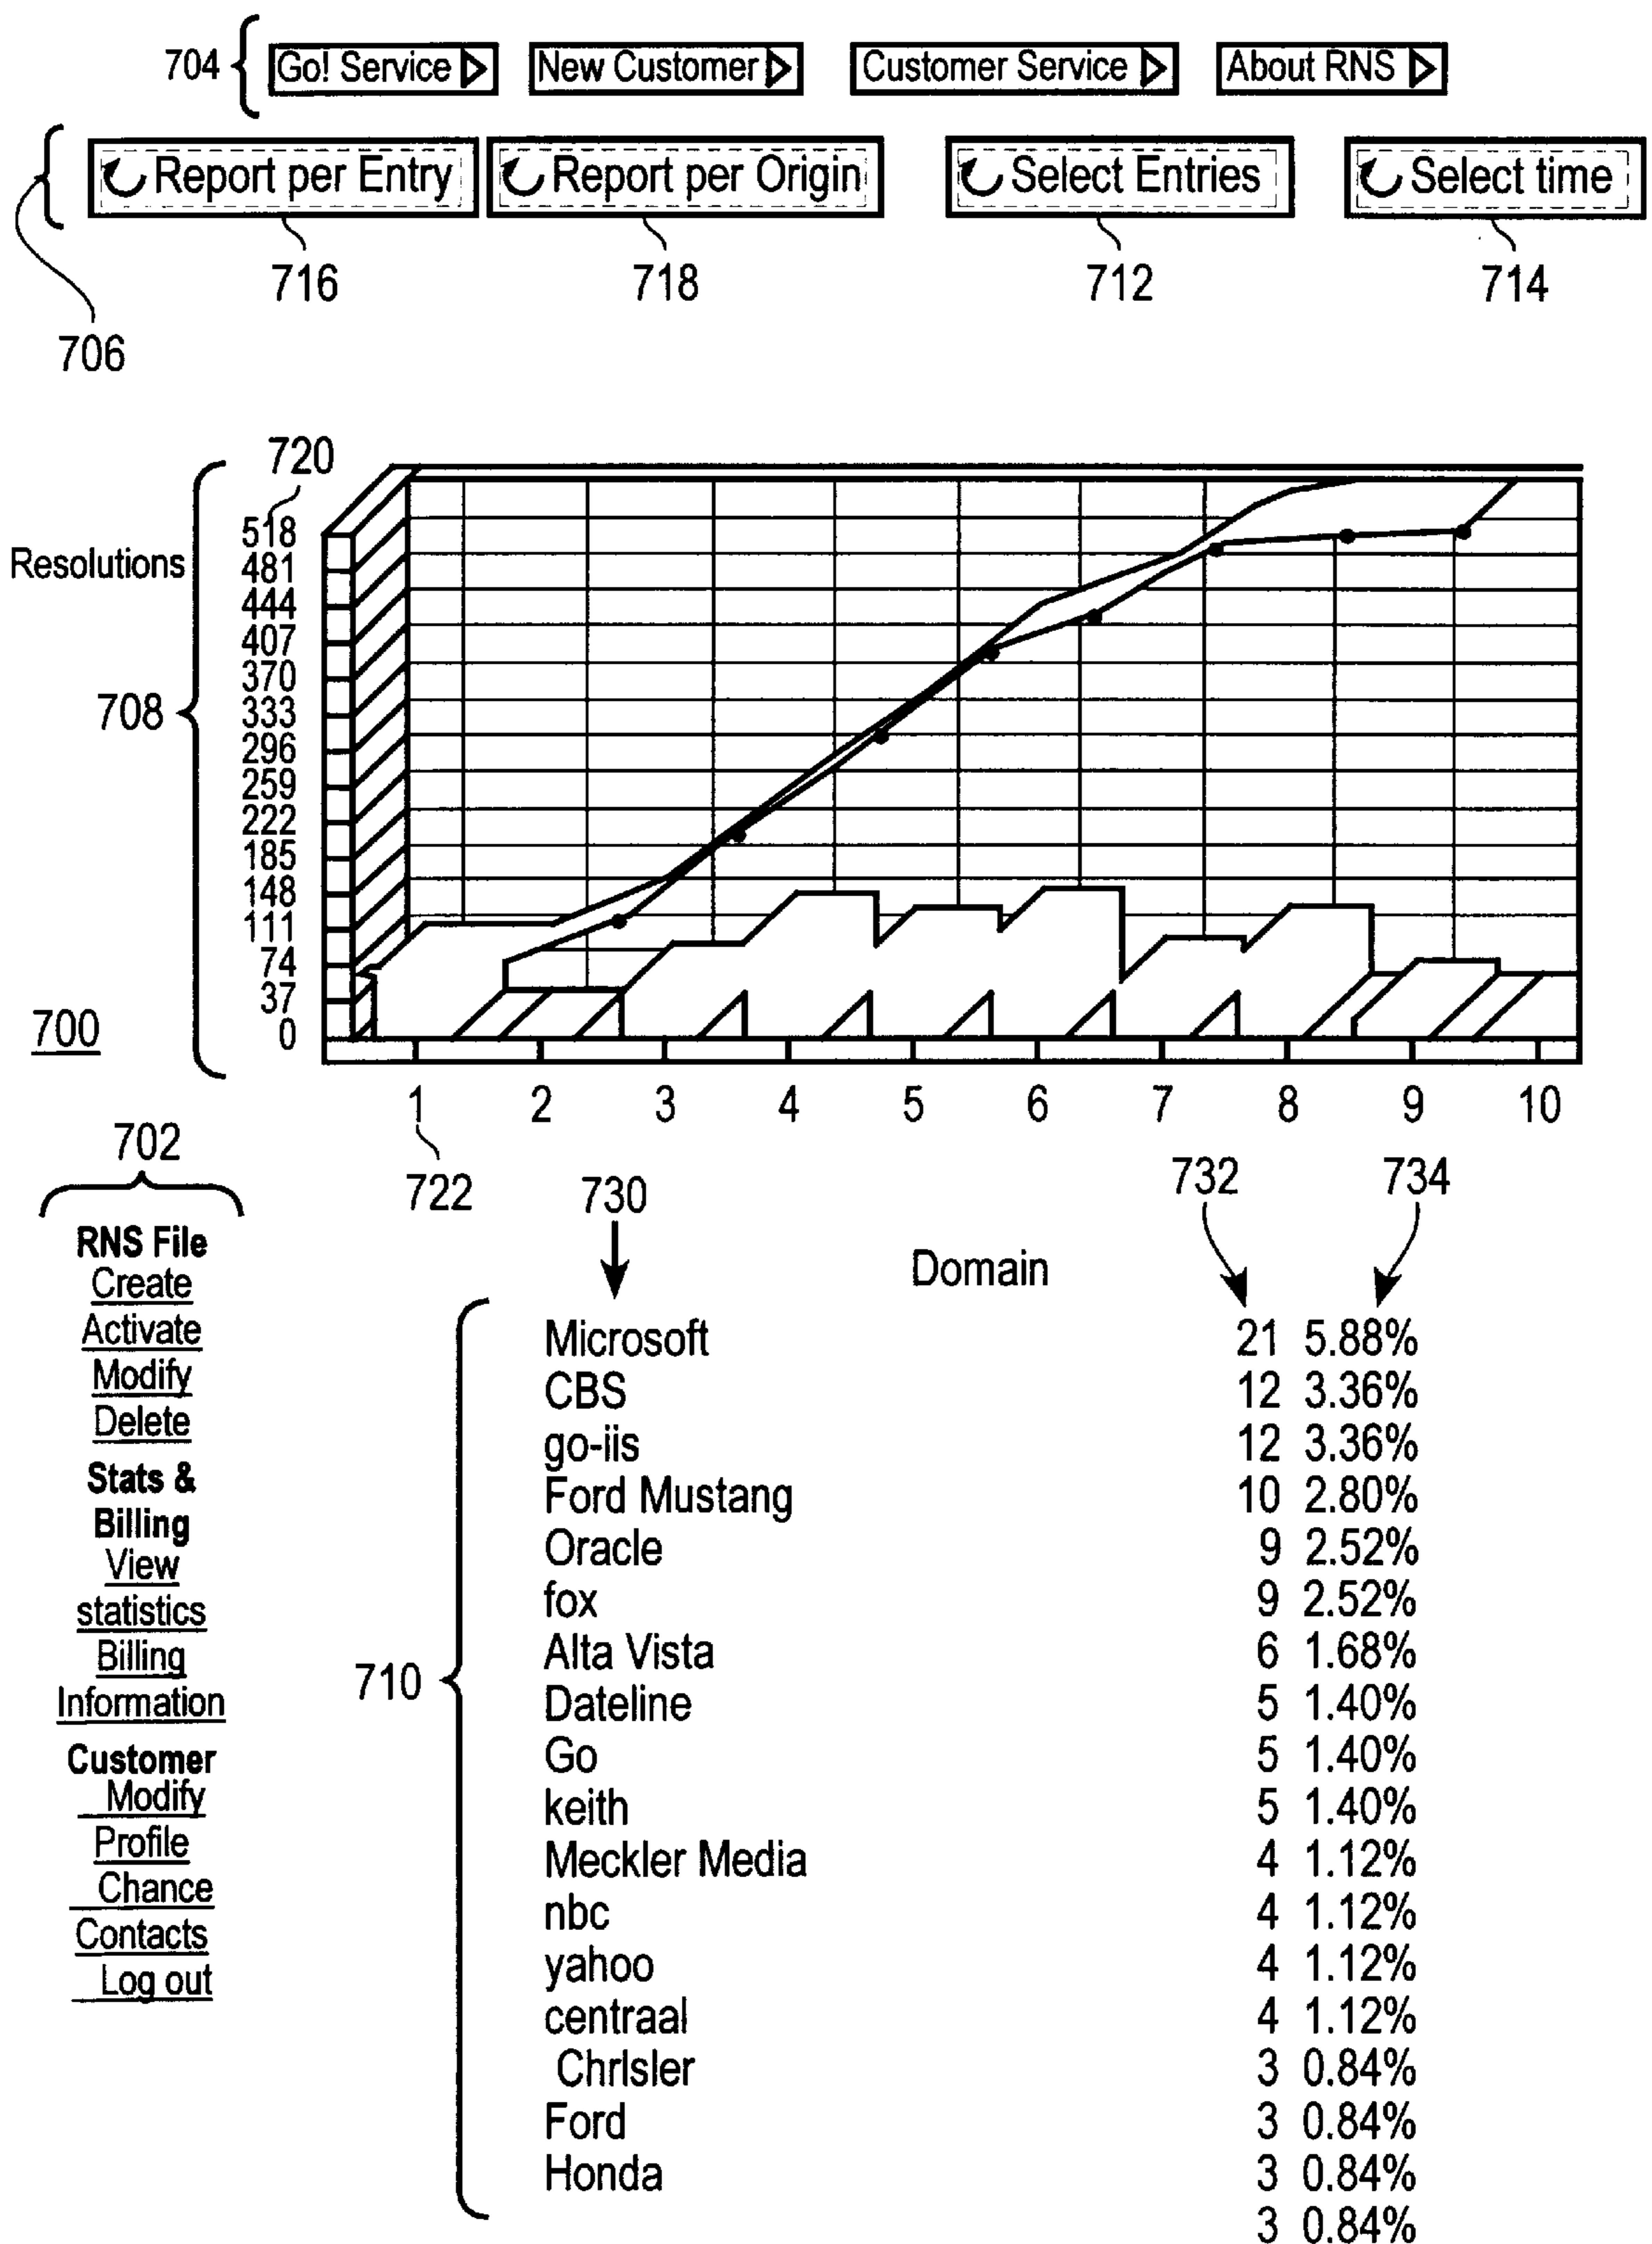 704 Go! Service New Customer Customer Service About RNS
Report per Entry Report per Origin Select Entries Select time
716 718 712 714
706
720
Resolutions
518
481
444
407
370
333
296
259
222
185
148
111
74
37
0
708
700
1 2 3 4 5 6 7 8 9 10
722
702
RNS File
Create
Activate
Modify
Delete
Stats &
Billing
View
statistics
Billing
Information
Customer
Modify
Profile
Chance
Contacts
Log out
730 732 734
Domain
710
Microsoft 21 5.88%
CBS 12 3.36%
go-iis 12 3.36%
Ford Mustang 10 2.80%
Oracle 9 2.52%
fox 9 2.52%
Alta Vista 6 1.68%
Dateline 5 1.40%
Go 5 1.40%
keith 5 1.40%
Meckler Media 4 1.12%
nbc 4 1.12%
yahoo 4 1.12%
centraal 4 1.12%
Chrlsler 3 0.84%
Ford 3 0.84%
Honda 3 0.84%
3 0.84%